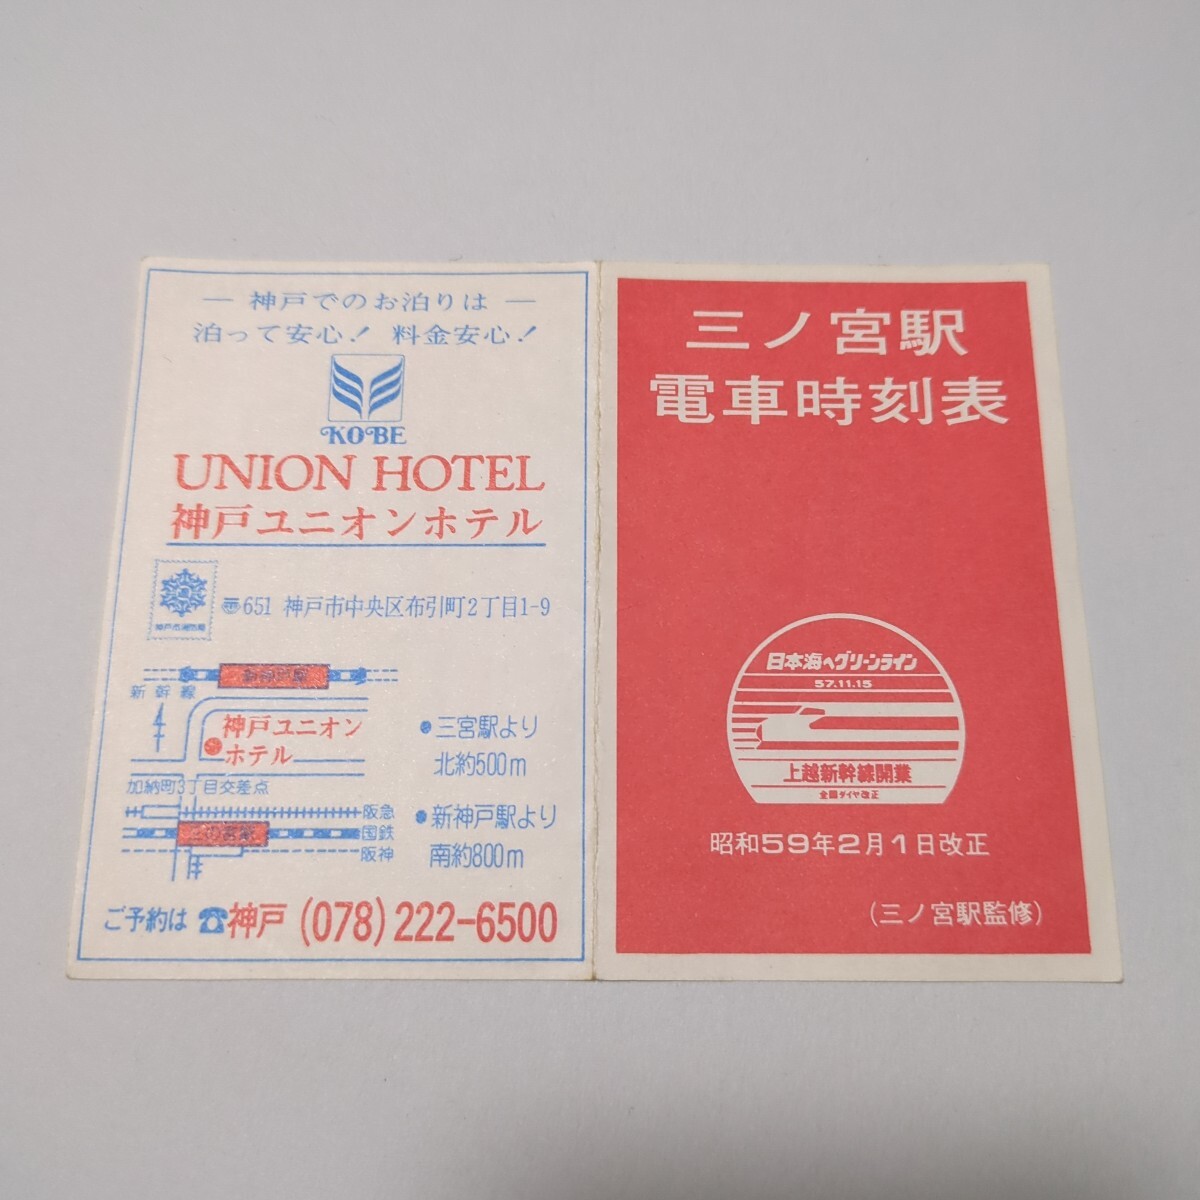 — 神戸でのお泊りは —
泊って安心! 料金安心!
KOBE
UNION HOTEL
神戸ユニオンホテル
〒651 神戸市中央区布引町2丁目1-9
新神戸駅
新幹線
神戸ユニオン
ホテル
加納町3丁目交差点
阪急
国鉄
阪神
三の宮駅
●三宮駅より
北約500m
●新神戸駅より
南約800m
ご予約は ☎神戸 (078) 222-6500
三ノ宮駅
電車時刻表
日本海へグリーンライン
57.11.15
上越新幹線開業
全国ダイヤ改正
昭和59年2月1日改正
(三ノ宮駅監修)